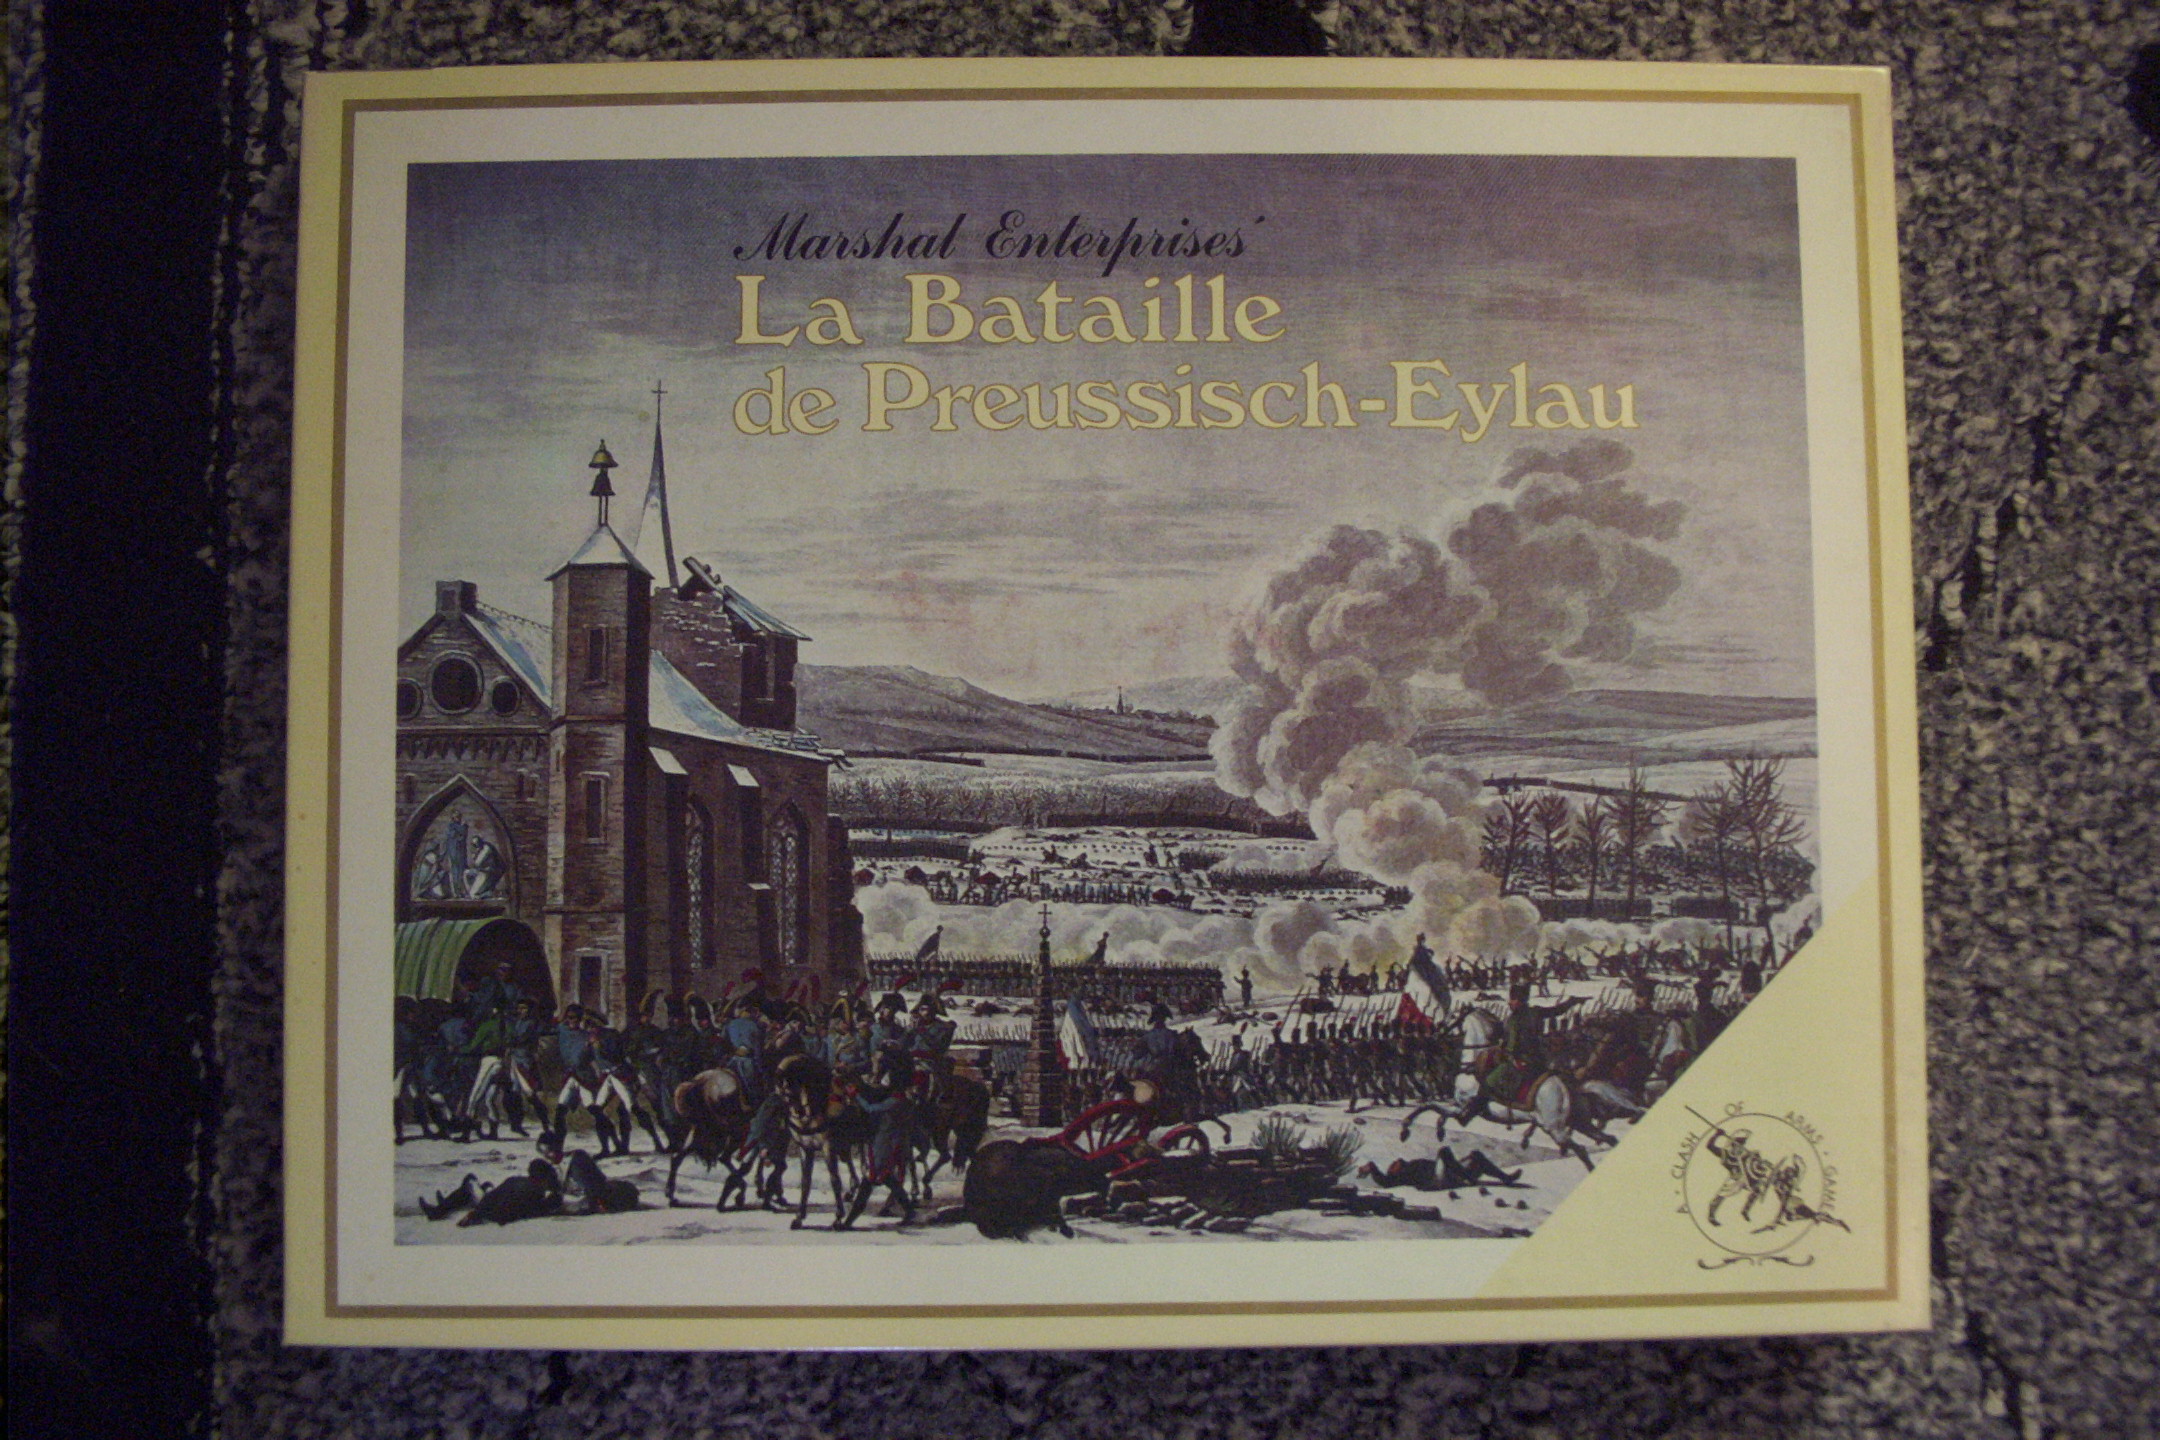 Marshal Enterprises'
La Bataille
de Preussisch-Eylau
A · CLASH OF ARMS · GAME